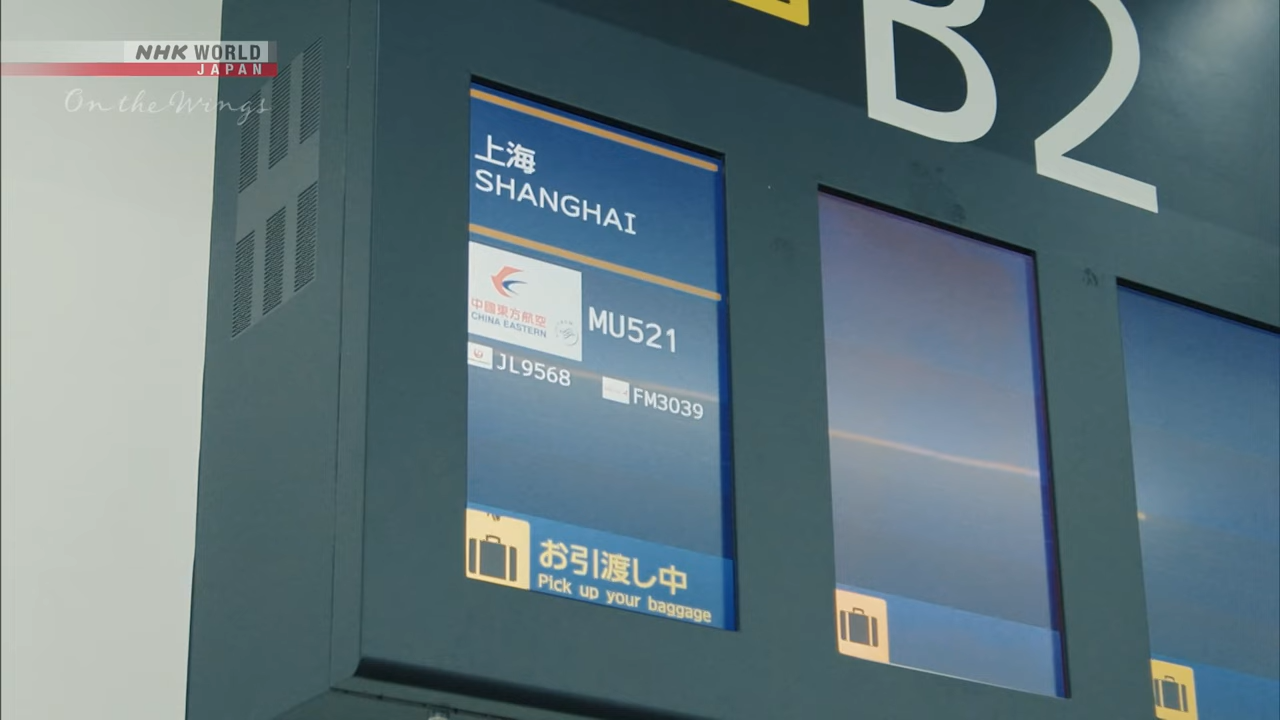 NHK WORLD
JAPAN
On the Wings
B2
上海
SHANGHAI
中國東方航空
CHINA EASTERN
MU521
JL9568
FM3039
お引渡し中
Pick up your baggage